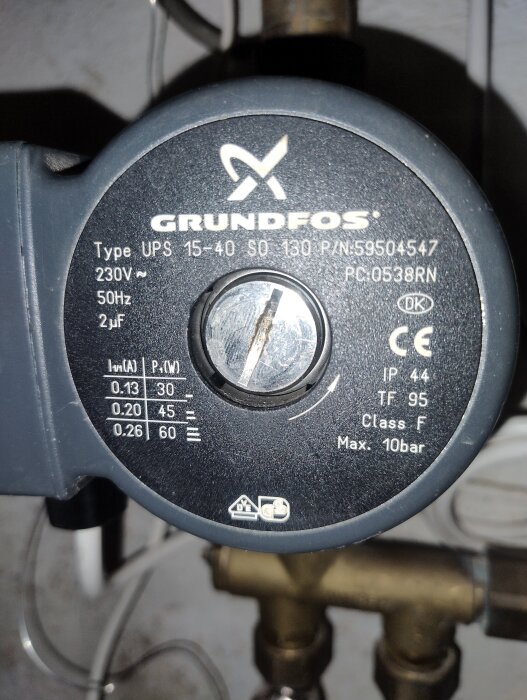 GRUNDFOS
Type UPS 15-40 SO 130 P/N:59504547
230V~ PC:0538RN
50Hz
2µF
DK
CE
I1/1(A) P1(W)
0.13 30
0.20 45
0.26 60
IP 44
TF 95
Class F
Max. 10bar